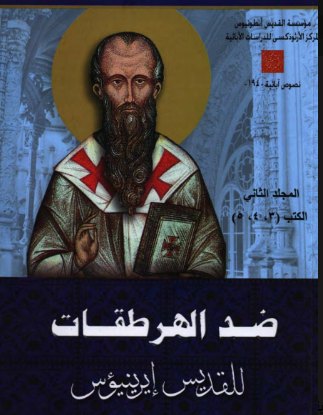 مؤسسة القديس أنطونيوس
المركز الأرثوذكسي للدراسات الآبائية
نصوص آبائية - ١٩٤ -
المجلد الثاني
الكتب (٣، ٤، ٥)
ضد الهرطقات
للقديس إيرينيؤس